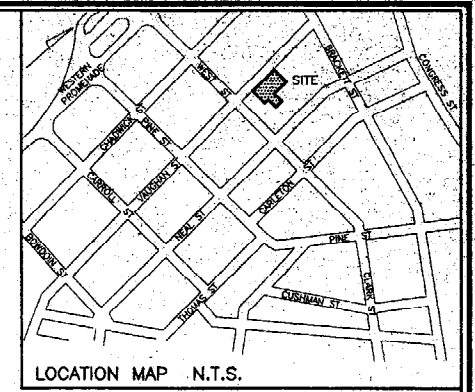 WESTERN
PROMENADE
WEST ST
SITE
BRACKET
ST
CONGRESS ST
CHADWICK
ST
PINE ST
CARROLL ST
VAUGHAN ST
NEAL ST
CARLETON
ST
BOWDOIN ST
THOMAS ST
PINE ST
CUSHMAN ST
CLARK ST
LOCATION MAP N.T.S.